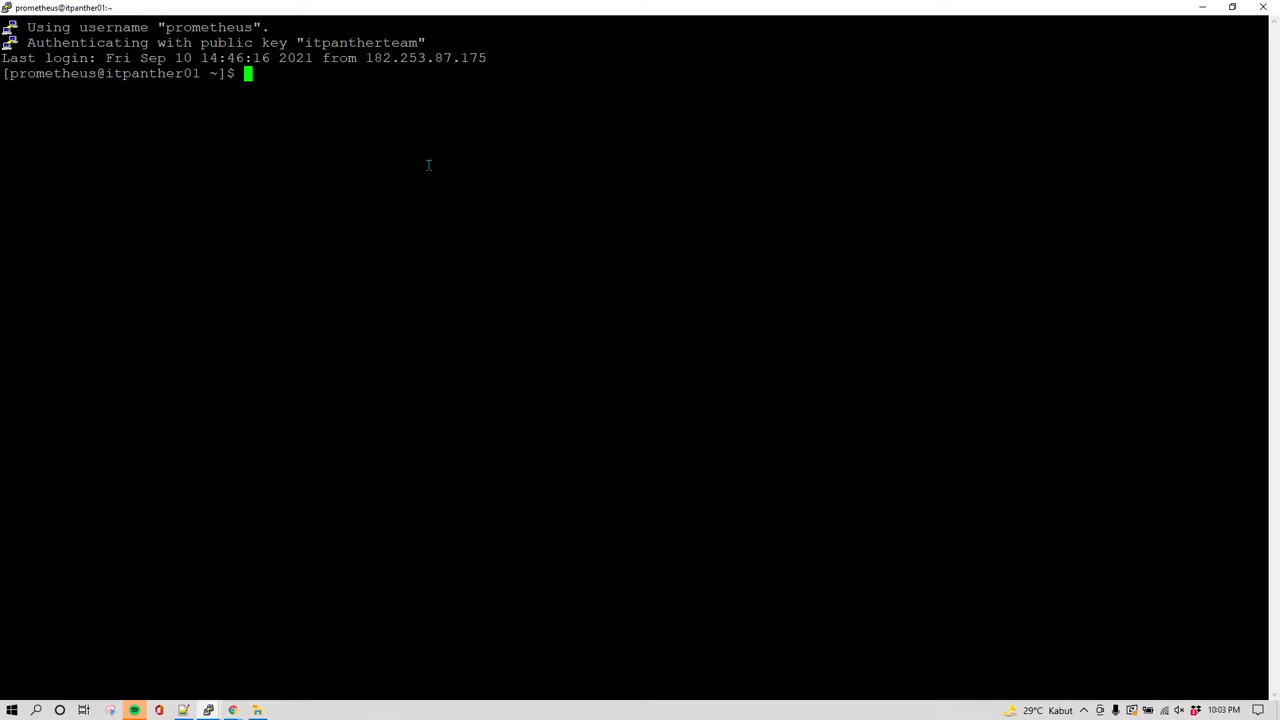 prometheus@itpanther01:~
Using username "prometheus".
Authenticating with public key "itpantherteam"
Last login: Fri Sep 10 14:46:16 2021 from 182.253.87.175
[prometheus@itpanther01 ~]$
29°C Kabut
10:03 PM